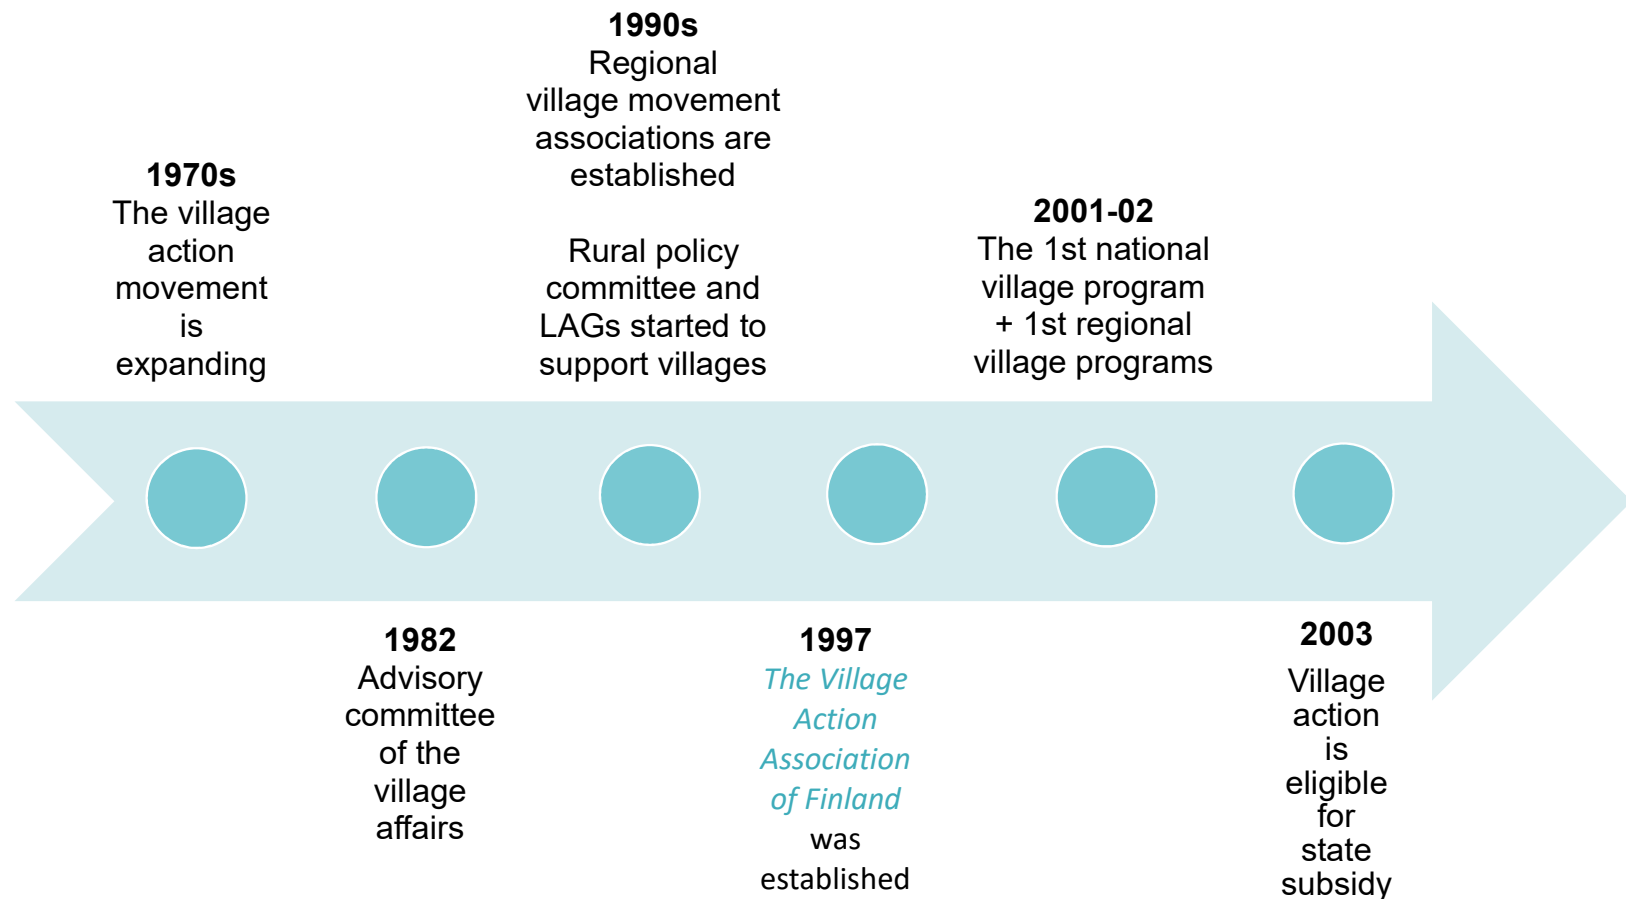 1970s
The village
action
movement
is
expanding
1982
Advisory
committee
of the
village
affairs
1990s
Regional
village movement
associations are
established
Rural policy
committee and
LAGs started to
support villages
1997
The Village
Action
Association
of Finland
was
established
2001-02
The 1st national
village program
+ 1st regional
village programs
2003
Village
action
is
eligible
for
state
subsidy